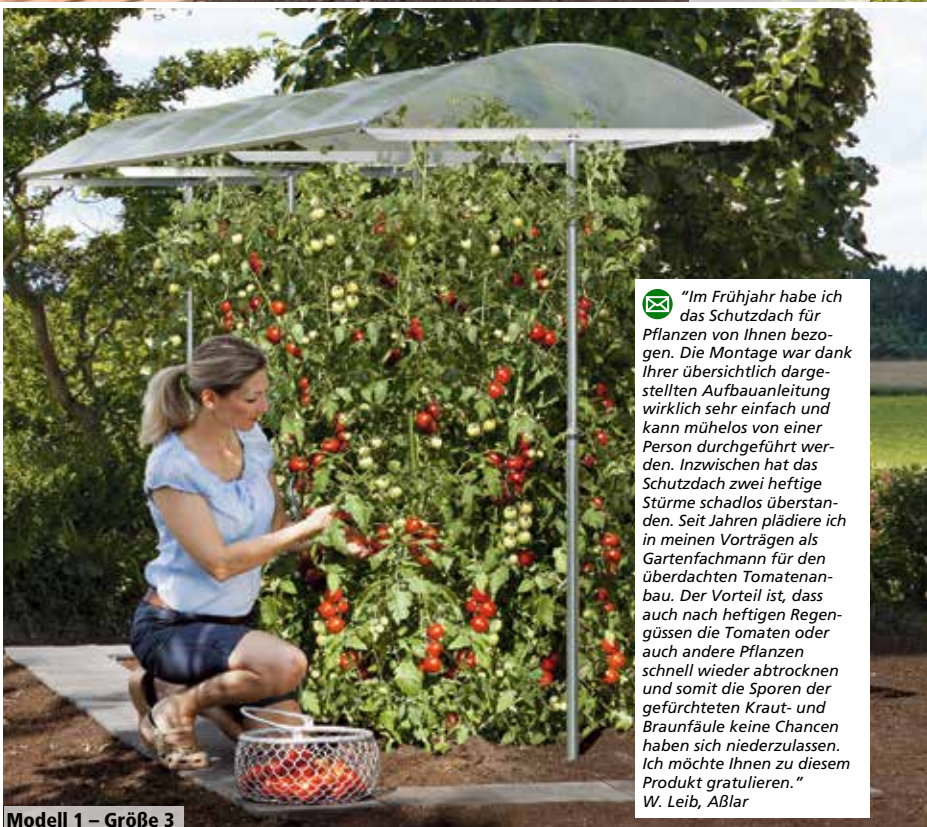 "Im Frühjahr habe ich
das Schutzdach für
Pflanzen von Ihnen bezo-
gen. Die Montage war dank
Ihrer übersichtlich darge-
stellten Aufbauanleitung
wirklich sehr einfach und
kann mühelos von einer
Person durchgeführt wer-
den. Inzwischen hat das
Schutzdach zwei heftige
Stürme schadlos überstan-
den. Seit Jahren plädiere ich
in meinen Vorträgen als
Gartenfachmann für den
überdachten Tomatenan-
bau. Der Vorteil ist, dass
auch nach heftigen Regen-
güssen die Tomaten oder
auch andere Pflanzen
schnell wieder abtrocknen
und somit die Sporen der
gefürchteten Kraut- und
Braunfäule keine Chancen
haben sich niederzulassen.
Ich möchte Ihnen zu diesem
Produkt gratulieren."
W. Leib, Aßlar
Modell 1 – Größe 3